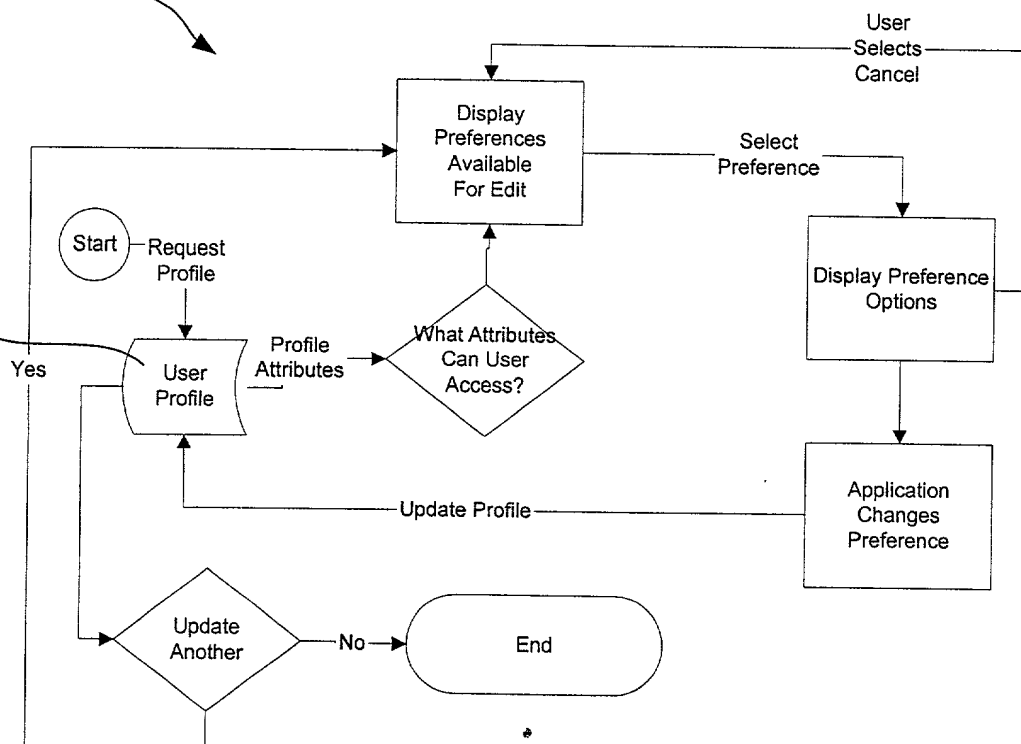 User
Selects
Cancel
Display
Preferences
Available
For Edit
Select
Preference
Start
Request
Profile
Display Preference
Options
What Attributes
Can User
Access?
Profile
Attributes
Yes
User
Profile
Update Profile
Application
Changes
Preference
Update
Another
No
End